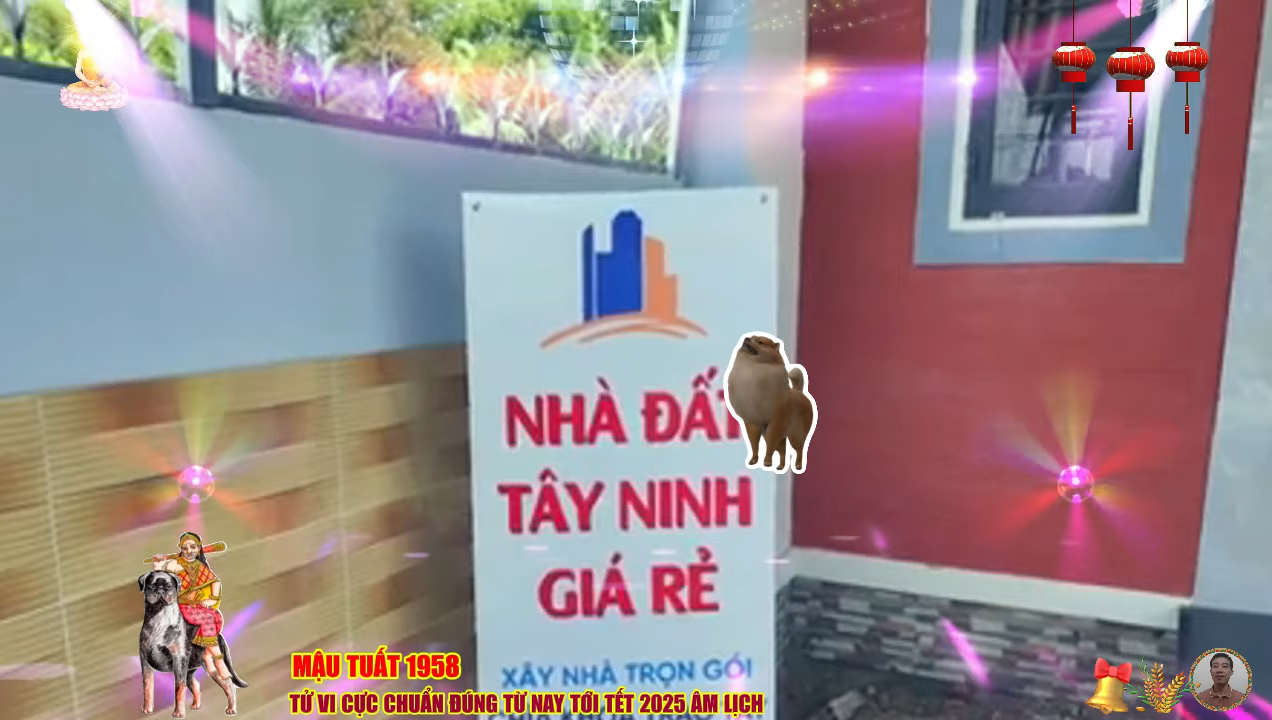 NHÀ ĐẤT
TÂY NINH
GIÁ RẺ
XÂY NHÀ TRỌN GÓI
MẬU TUẤT 1958
TỬ VI CỰC CHUẨN ĐÚNG TỪ NAY TỚI TẾT 2025 ÂM LỊCH